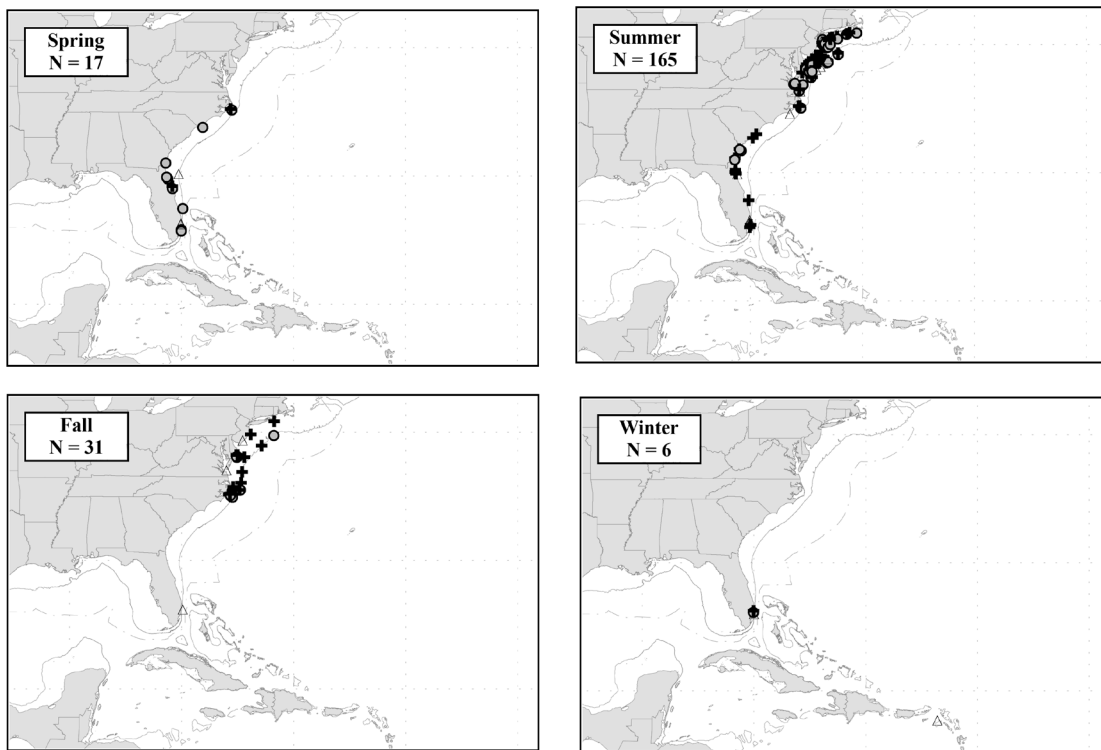 Spring
N = 17
Summer
N = 165
Fall
N = 31
Winter
N = 6